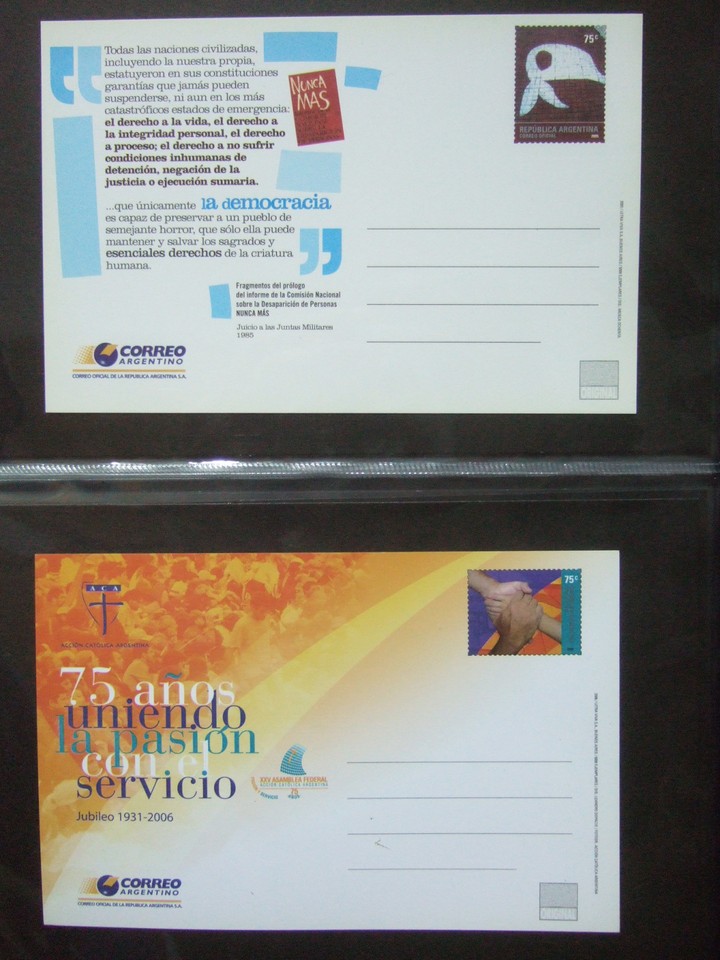 Todas las naciones civilizadas,
incluyendo la nuestra propia,
estatuyeron en sus constituciones
garantías que jamás pueden
suspenderse, ni aun en los más
catastróficos estados de emergencia:
el derecho a la vida, el derecho a
la integridad personal, el derecho
a proceso; el derecho a no sufrir
condiciones inhumanas de
detención, negación de la
justicia o ejecución sumaria.
...que únicamente la democracia
es capaz de preservar a un pueblo de
semejante horror, que sólo ella puede
mantener y salvar los sagrados y
esenciales derechos de la criatura
humana.
NUNCA
MAS
Fragmentos del prólogo
del informe de la Comisión Nacional
sobre la Desaparición de Personas
NUNCA MÁS
Juicio a las Juntas Militares
1985
CORREO
ARGENTINO
CORREO OFICIAL DE LA REPUBLICA ARGENTINA S.A.
75c
REPÚBLICA ARGENTINA
CORREO OFICIAL
ACA
ACCIÓN CATÓLICA ARGENTINA
75 años
uniendo
la pasión
con el
servicio
Jubileo 1931-2006
XXV ASAMBLEA FEDERAL
ACCIÓN CATÓLICA ARGENTINA
75
CORREO
ARGENTINO
CORREO OFICIAL DE LA REPUBLICA ARGENTINA S.A.
75c